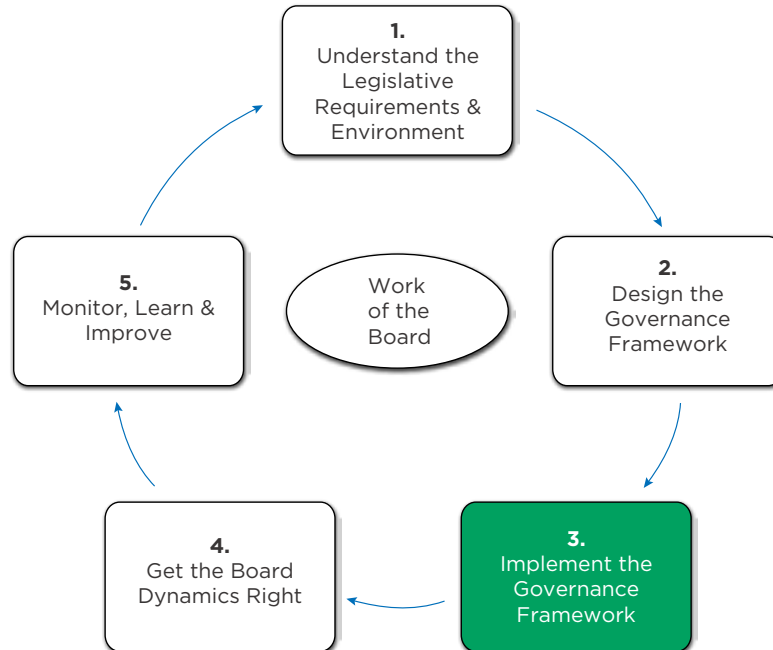 1.
Understand the
Legislative
Requirements &
Environment
2.
Design the
Governance
Framework
3.
Implement the
Governance
Framework
4.
Get the Board
Dynamics Right
5.
Monitor, Learn &
Improve
Work
of the
Board